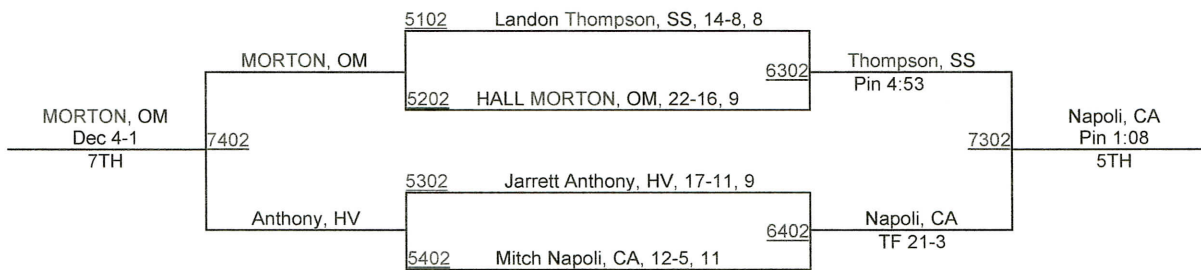 5102 Landon Thompson, SS, 14-8, 8
MORTON, OM
6302
Thompson, SS
Pin 4:53
5202 HALL MORTON, OM, 22-16, 9
MORTON, OM
Dec 4-1
7402
7TH
7302
Napoli, CA
Pin 1:08
5TH
5302 Jarrett Anthony, HV, 17-11, 9
Anthony, HV
6402
Napoli, CA
TF 21-3
5402 Mitch Napoli, CA, 12-5, 11